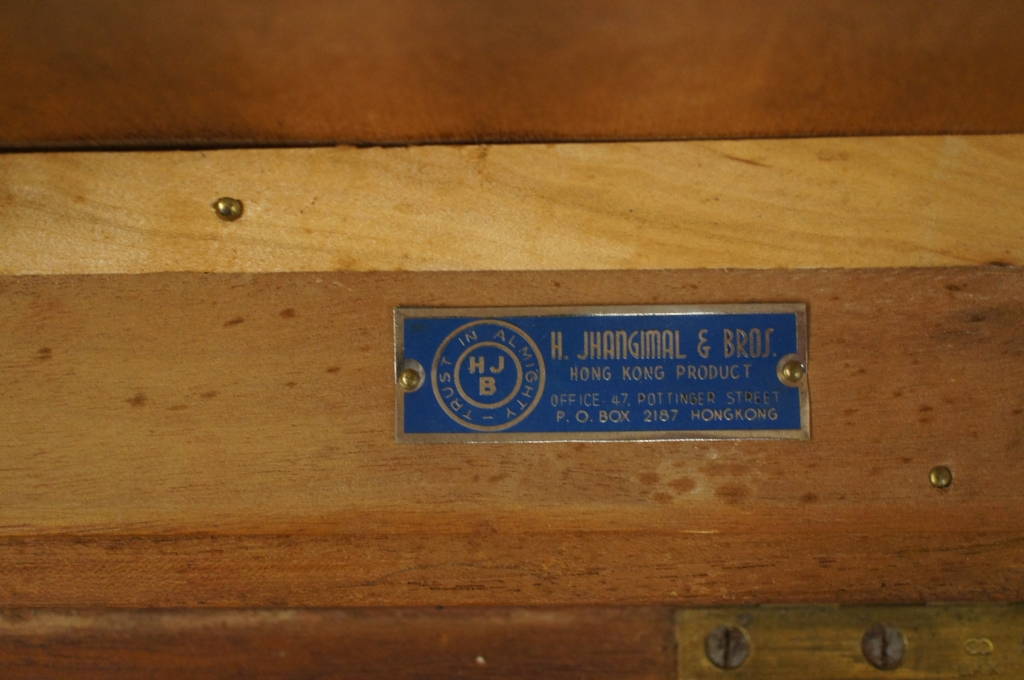 TRUST IN ALMIGHTY -
HJ
B
H. JHANGIMAL & BROS.
HONG KONG PRODUCT
OFFICE-47, POTTINGER STREET
P. O. BOX 2187 HONGKONG